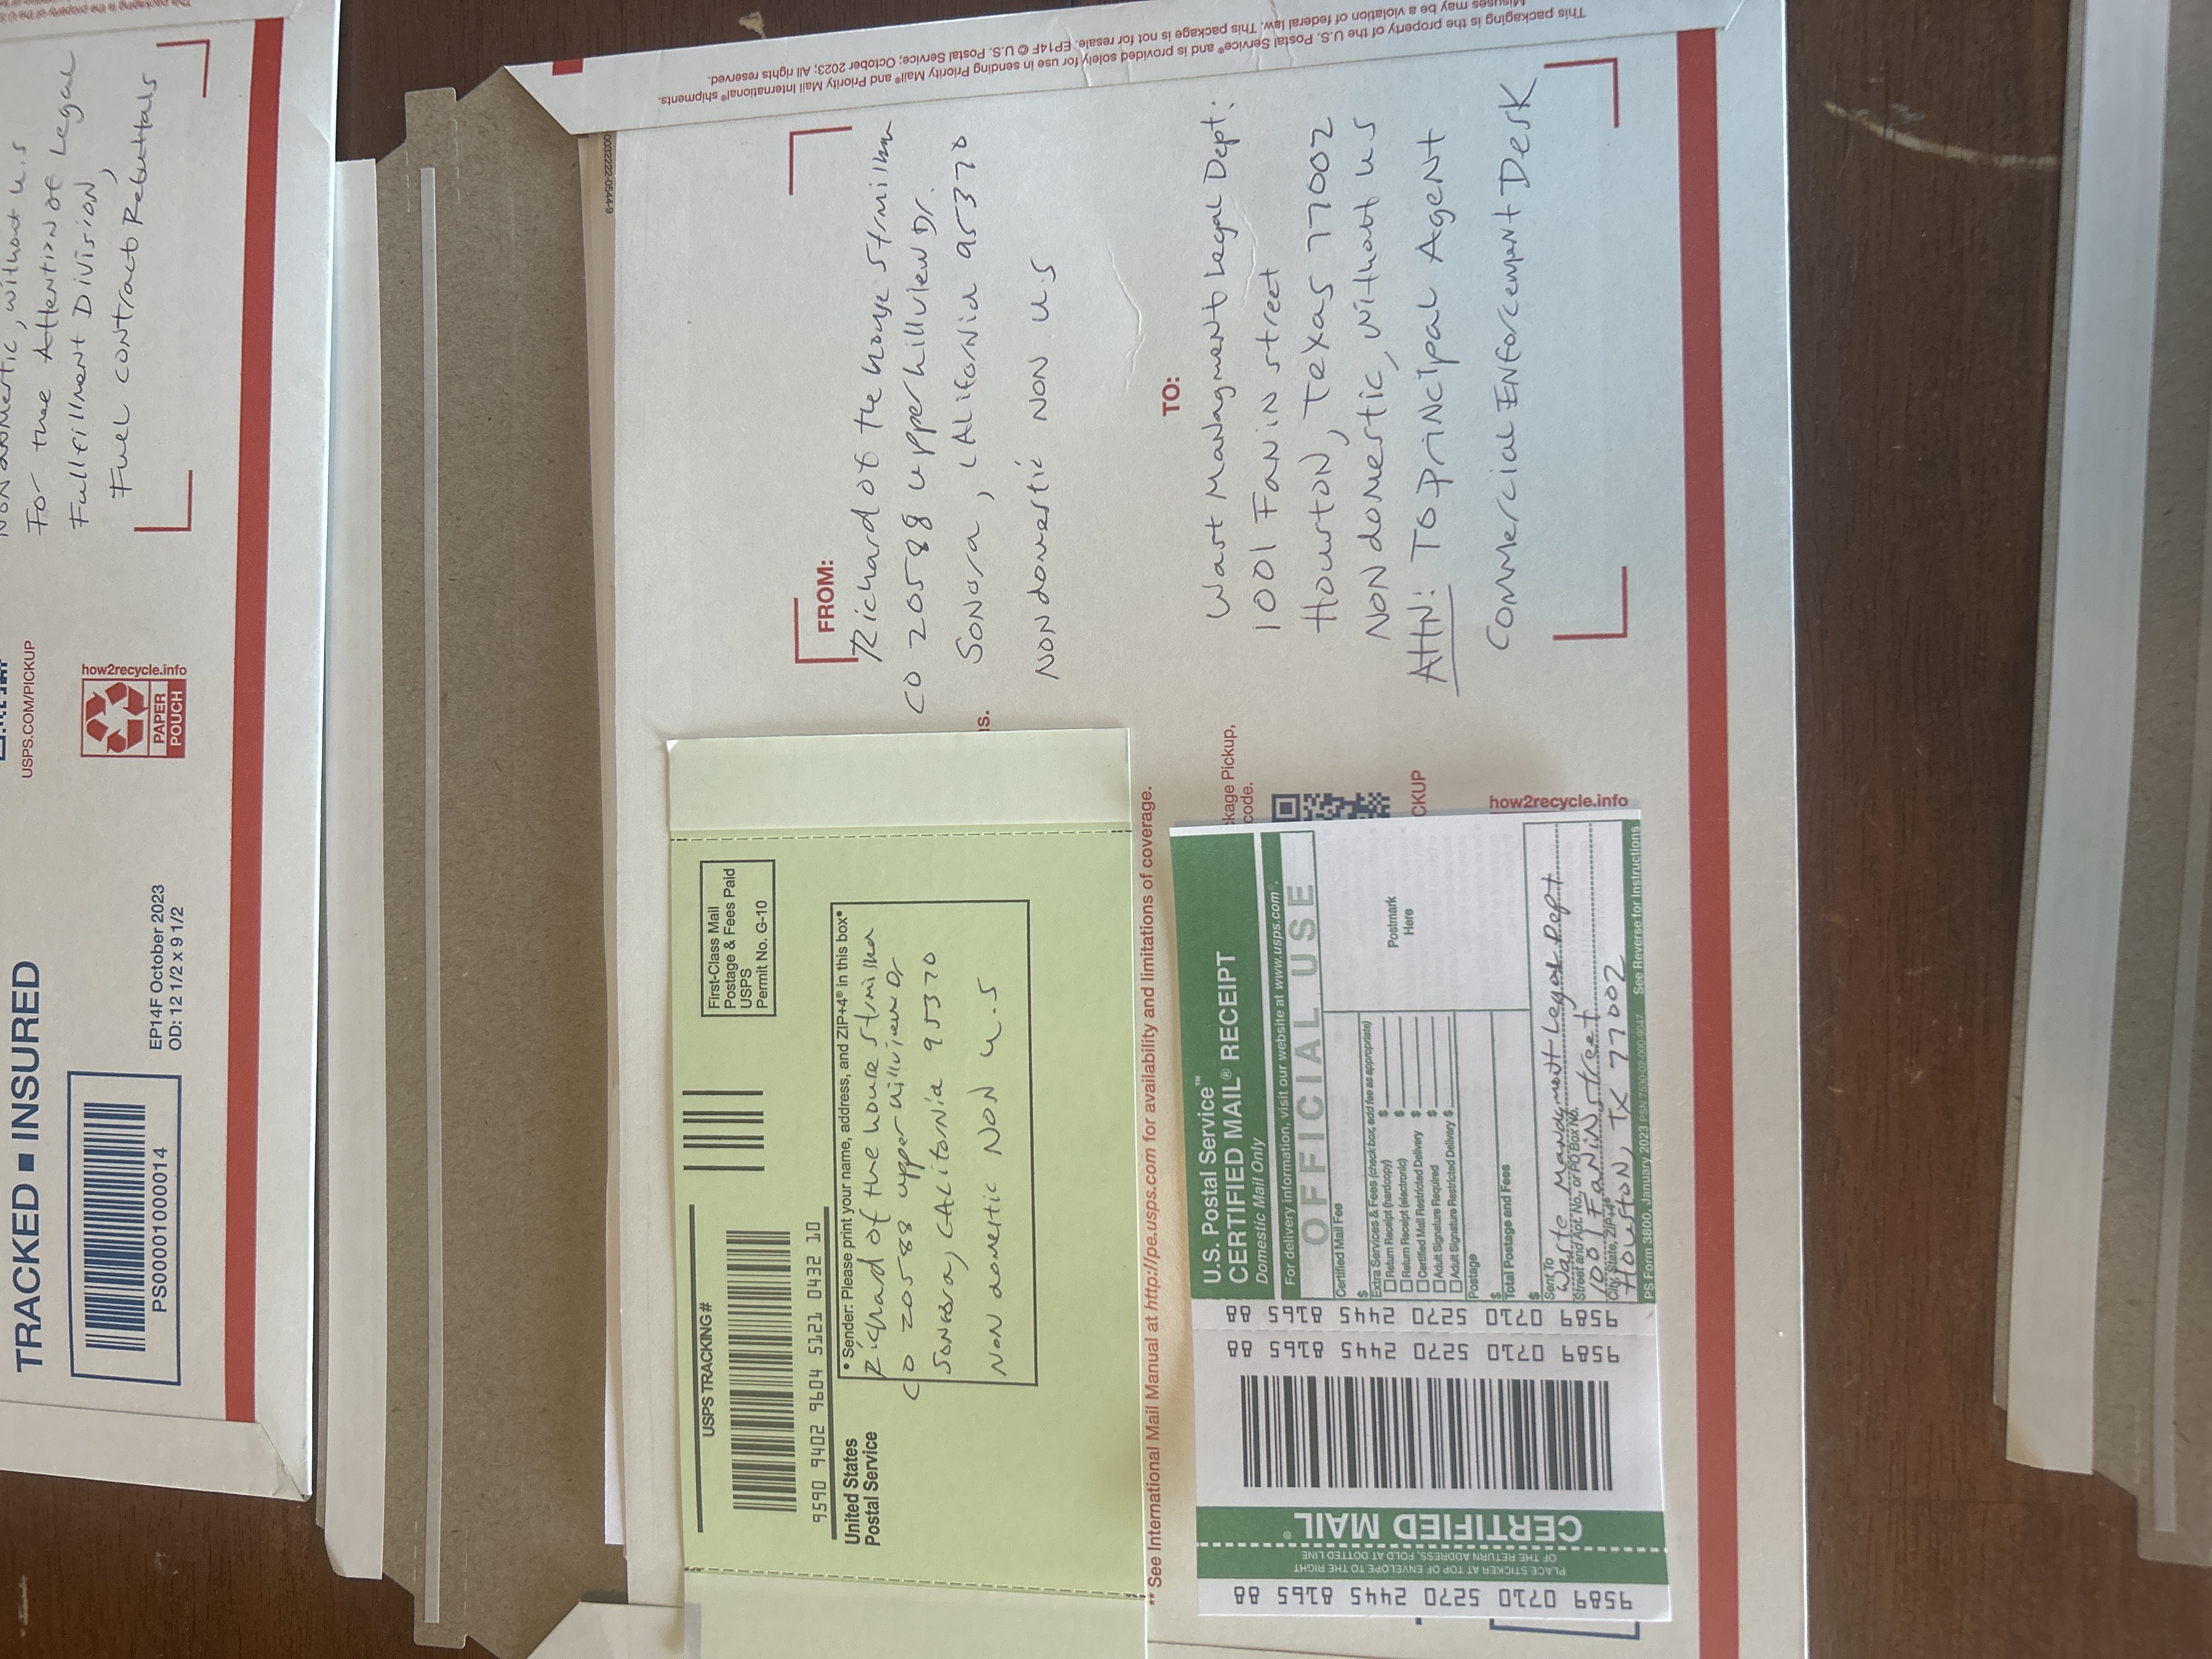 TRACKED ■ INSURED
PS00001000014
EP14F October 2023
OD: 12 1/2 x 9 1/2
USPS.COM/PICKUP
how2recycle.info
PAPER
POUCH
NON domestic, without u.s
For thee Attention of Legal
Fullfillment Division,
Fuel contract Rebuttals
0032222-0544-9
USPS TRACKING #
9590 9402 9604 5121 0432 10
First-Class Mail
Postage & Fees Paid
USPS
Permit No. G-10
United States
Postal Service
• Sender: Please print your name, address, and ZIP+4® in this box•
Richard of the house
CO 20588 upper hillview Dr
Sonora, CALifornia 95370
NON domestic NON U.S
FROM:
Richard of the house
CO 20588 upper hillview Dr.
Sonora, CALifornia 95370
NON domestic NON U.S
s.
** See International Mail Manual at http://pe.usps.com for availability and limitations of coverage.
kage Pickup,
code.
CKUP
how2recycle.info
TO:
Wast Managment Legal Dept:
1001 FaNiN street
Houston, Texas 77002
NON domestic, without US
ATTN: TO principal Agent
Commercial Enforcement Desk
9589 0710 5270 2445 8165 88
PLACE STICKER AT TOP OF ENVELOPE TO THE RIGHT
OF THE RETURN ADDRESS, FOLD AT DOTTED LINE
CERTIFIED MAIL®
9589 0710 5270 2445 8165 88
9589 0710 5270 2445 8165 88
U.S. Postal Service™
CERTIFIED MAIL® RECEIPT
Domestic Mail Only
For delivery information, visit our website at www.usps.com®.
OFFICIAL USE
Certified Mail Fee
$
Extra Services & Fees (check box, add fee as appropriate)
Return Receipt (hardcopy) $
Return Receipt (electronic) $
Certified Mail Restricted Delivery $
Adult Signature Required $
Adult Signature Restricted Delivery $
Postmark
Here
Postage
$
Total Postage and Fees
$
Sent To
Waste Managment Legal Dept
Street and Apt. No., or PO Box No.
1001 FaNiN street
City, State, ZIP+4®
Houston, TX 77002
PS Form 3800, January 2023 PSN 7530-02-000-9047 See Reverse for Instructions
This packaging is the property of the U.S. Postal Service® and is provided solely for use in sending Priority Mail® and Priority Mail International® shipments.
Misuses may be a violation of federal law. This package is not for resale. EP14F © U.S. Postal Service; October 2023; All rights reserved.